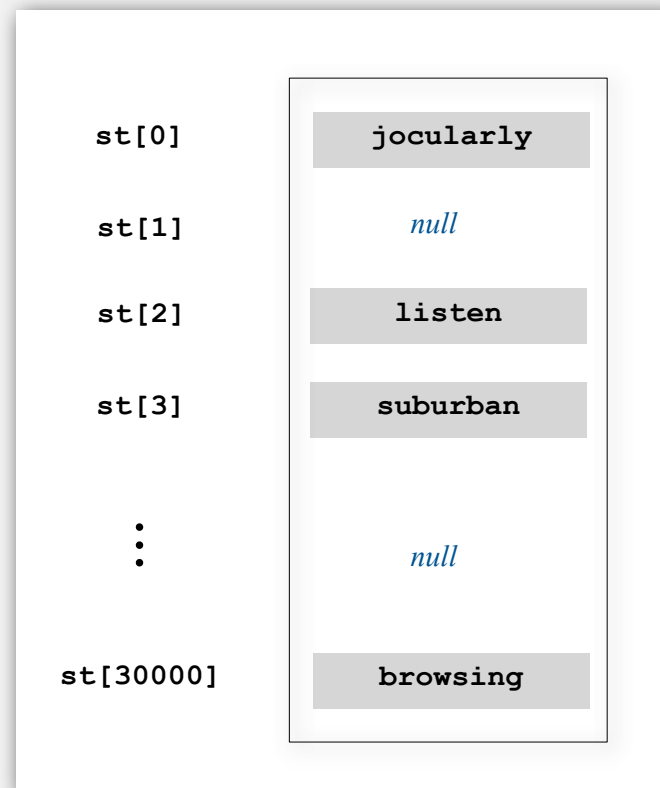 st[0] jocularly
st[1] null
st[2] listen
st[3] suburban
⋮ null
st[30000] browsing